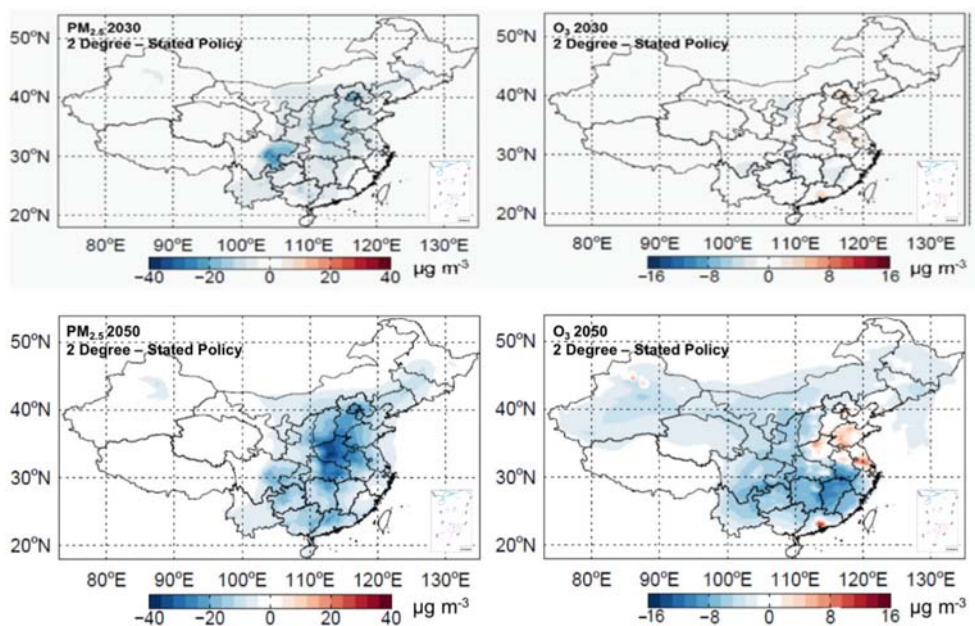 PM2.5 2030
2 Degree – Stated Policy
50°N
40°N
30°N
20°N
80°E 90°E 100°E 110°E 120°E 130°E
-40 -20 0 20 40 µg m-3
O3 2030
2 Degree – Stated Policy
50°N
40°N
30°N
20°N
80°E 90°E 100°E 110°E 120°E 130°E
-16 -8 0 8 16 µg m-3
PM2.5 2050
2 Degree – Stated Policy
50°N
40°N
30°N
20°N
80°E 90°E 100°E 110°E 120°E 130°E
-40 -20 0 20 40 µg m-3
O3 2050
2 Degree – Stated Policy
50°N
40°N
30°N
20°N
80°E 90°E 100°E 110°E 120°E 130°E
-16 -8 0 8 16 µg m-3